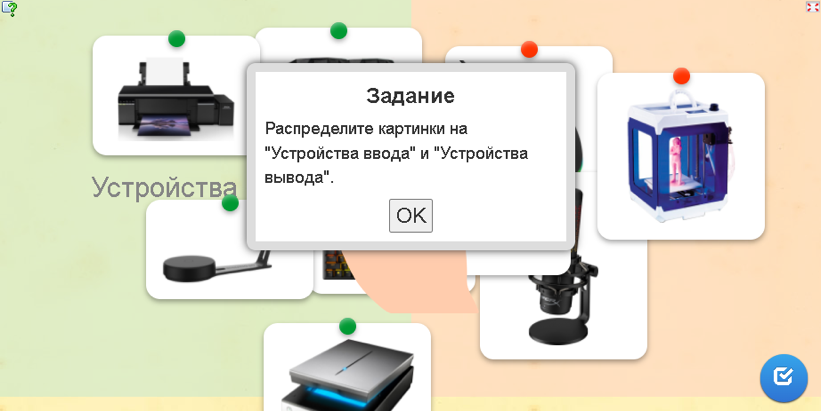 Задание
Распределите картинки на
"Устройства ввода" и "Устройства
вывода".
OK
Устройства